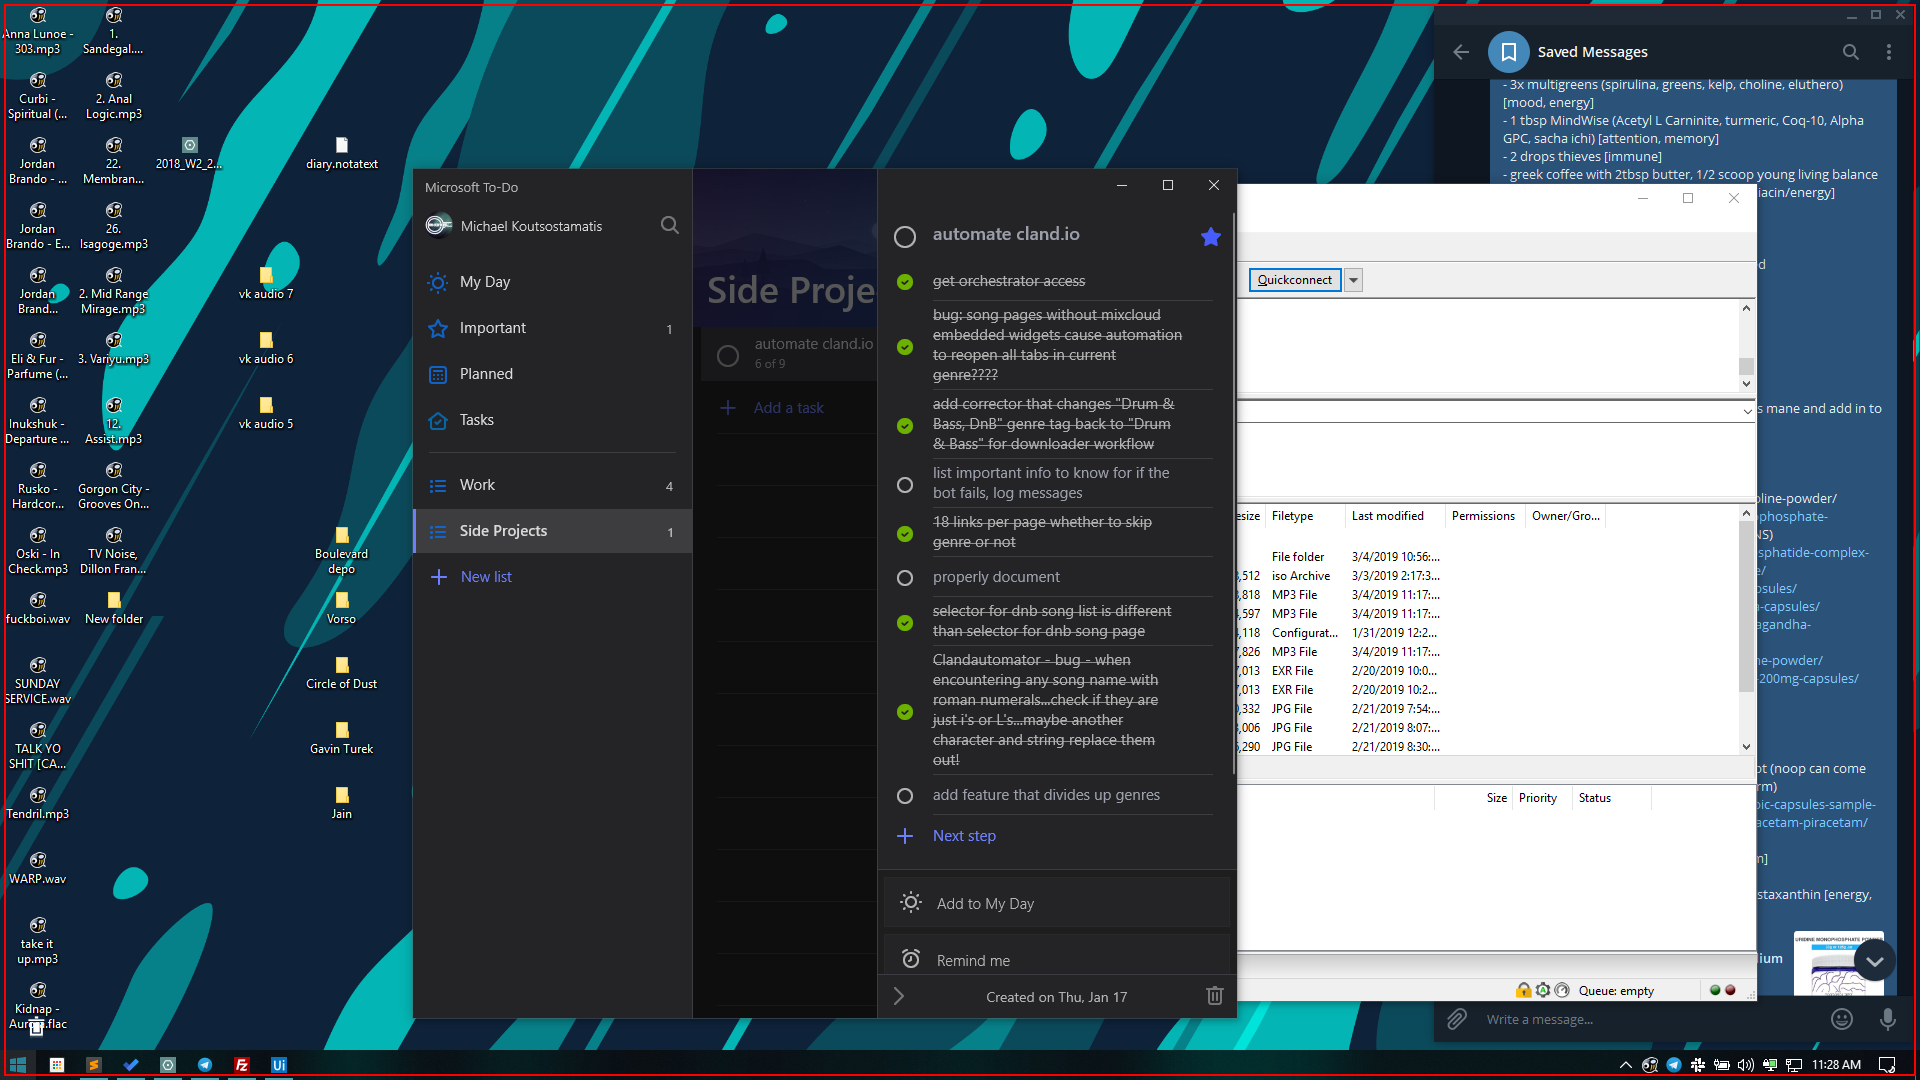 Anna Lunoe -
303.mp3
1.
Sandegal....
Curbi -
Spiritual (...
2. Anal
Logic.mp3
Jordan
Brando - ...
22.
Membran...
2018_W2_2...
diary.notatext
Jordan
Brando - E...
26.
Isagoge.mp3
Jordan
Brand...
2. Mid Range
Mirage.mp3
vk audio 7
Eli & Fur -
Parfume (...
3. Variyu.mp3
vk audio 6
Inukshuk -
Departure ...
12.
Assist.mp3
vk audio 5
Rusko -
Hardcor...
Gorgon City -
Grooves On...
Oski - In
Check.mp3
TV Noise,
Dillon Fran...
Boulevard
depo
fuckboi.wav
New folder
Vorso
SUNDAY
SERVICE.wav
Circle of Dust
TALK YO
SHIT [CA...
Gavin Turek
Tendril.mp3
Jain
WARP.wav
take it
up.mp3
Kidnap -
Aurora.flac
Microsoft To-Do
Michael Koutsostamatis
My Day
Important 1
Planned
Tasks
Work 4
Side Projects 1
New list
Side Proje
automate cland.io
6 of 9
Add a task
automate cland.io
get orchestrator access
bug: song pages without mixcloud
embedded widgets cause automation
to reopen all tabs in current
genre????
add corrector that changes "Drum &
Bass, DnB" genre tag back to "Drum
& Bass" for downloader workflow
list important info to know for if the
bot fails, log messages
18 links per page whether to skip
genre or not
properly document
selector for dnb song list is different
than selector for dnb song page
Clandautomator - bug - when
encountering any song name with
roman numerals...check if they are
just i's or L's...maybe another
character and string replace them
out!
add feature that divides up genres
Next step
Add to My Day
Remind me
Created on Thu, Jan 17
Quickconnect
esize Filetype Last modified Permissions Owner/Gro...
File folder 3/4/2019 10:56:...
,512 iso Archive 3/3/2019 2:17:3...
,818 MP3 File 3/4/2019 11:17:...
,597 MP3 File 3/4/2019 11:17:...
,118 Configurat... 1/31/2019 12:2...
,826 MP3 File 3/4/2019 11:17:...
,013 EXR File 2/20/2019 10:0...
,013 EXR File 2/20/2019 10:2...
,332 JPG File 2/21/2019 7:54:...
,006 JPG File 2/21/2019 8:07:...
,290 JPG File 2/21/2019 8:30:...
Size Priority Status
Queue: empty
Saved Messages
- 3x multigreens (spirulina, greens, kelp, choline, eluthero)
[mood, energy]
- 1 tbsp MindWise (Acetyl L Carninite, turmeric, Coq-10, Alpha
GPC, sacha ichi) [attention, memory]
- 2 drops thieves [immune]
- greek coffee with 2tbsp butter, 1/2 scoop young living balance
iacin/energy]
d
s mane and add in to
line-powder/
ophosphate-
NS)
sphatide-complex-
e/
osules/
a-capsules/
agandha-
ne-powder/
-200mg-capsules/
ot (noop can come
rm)
pic-capsules-sample-
acetam-piracetam/
n]
staxanthin [energy,
lium
URIDINE MONOPHOSPHATE POWDER
Write a message...
11:28 AM